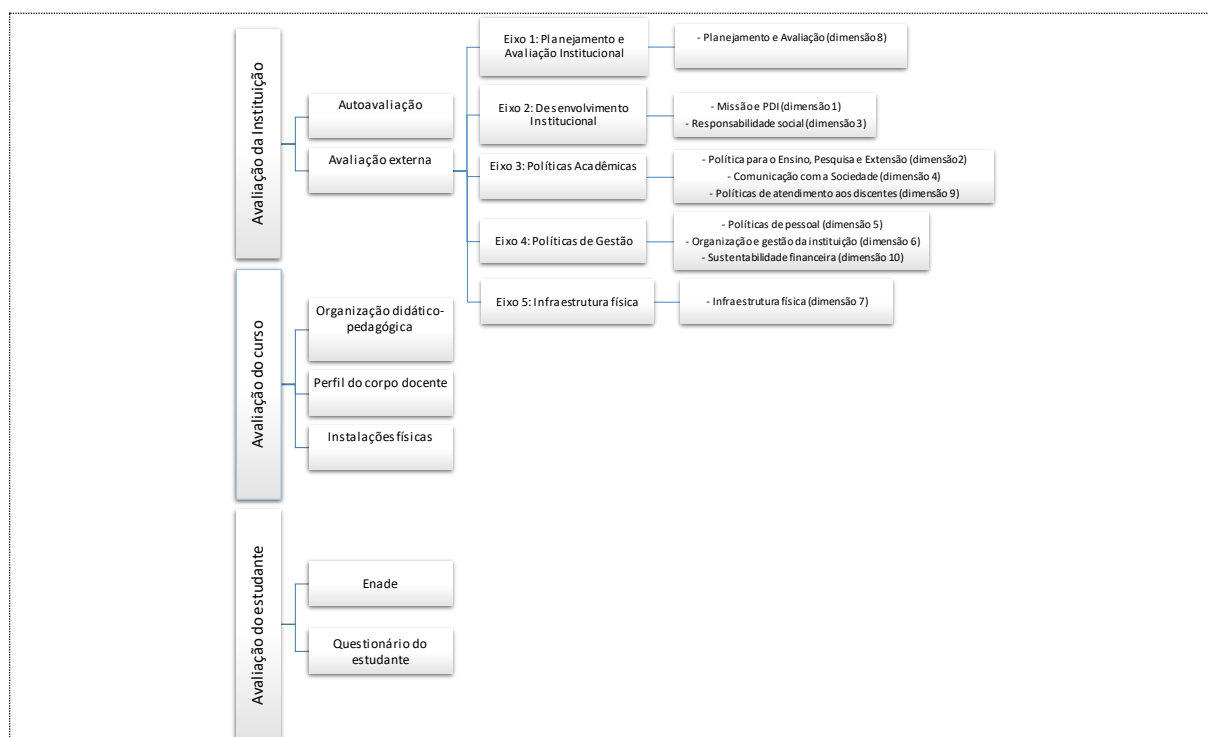 Avaliação da Instituição
Autoavaliação
Avaliação externa
Eixo 1: Planejamento e
Avaliação Institucional
- Planejamento e Avaliação (dimensão 8)
Eixo 2: Desenvolvimento
Institucional
- Missão e PDI (dimensão 1)
- Responsabilidade social (dimensão 3)
Eixo 3: Políticas Acadêmicas
- Política para o Ensino, Pesquisa e Extensão (dimensão2)
- Comunicação com a Sociedade (dimensão 4)
- Políticas de atendimento aos discentes (dimensão 9)
Eixo 4: Políticas de Gestão
- Políticas de pessoal (dimensão 5)
- Organização e gestão da instituição (dimensão 6)
- Sustentabilidade financeira (dimensão 10)
Eixo 5: Infraestrutura física
- Infraestrutura física (dimensão 7)
Avaliação do curso
Organização didático-
pedagógica
Perfil do corpo docente
Instalações físicas
Avaliação do estudante
Enade
Questionário do
estudante